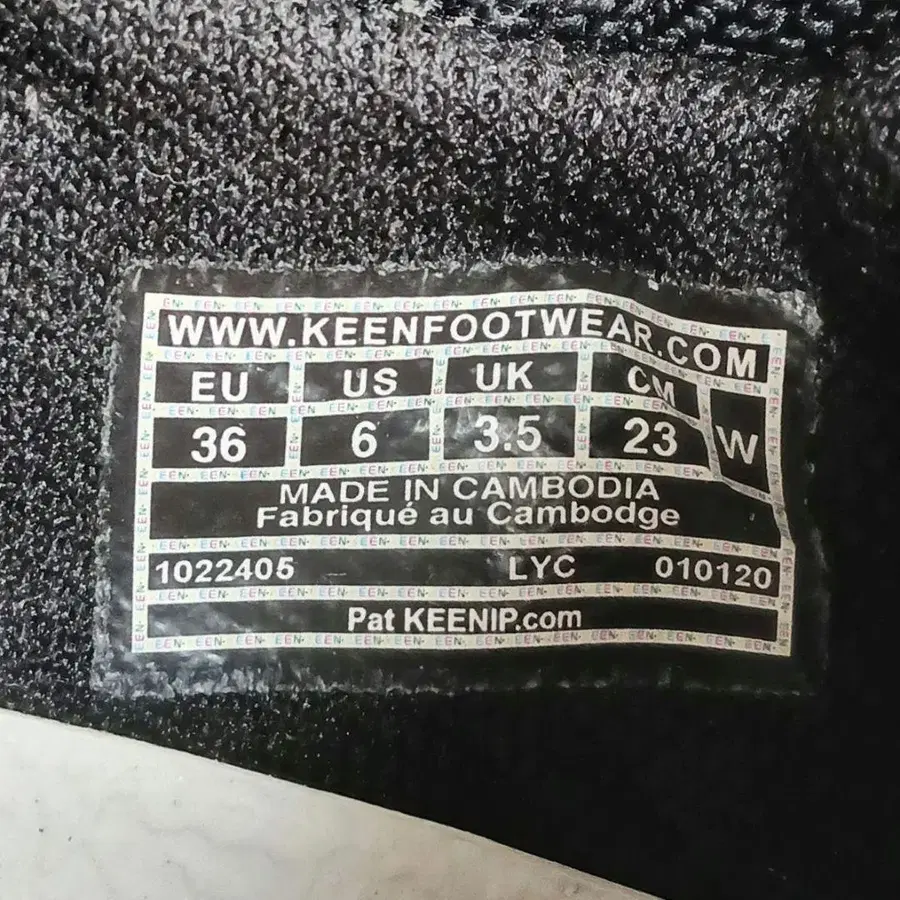 WWW.KEENFOOTWEAR.COM
EU US UK CM
36 6 3.5 23 W
MADE IN CAMBODIA
Fabriqué au Cambodge
1022405 LYC 010120
Pat KEENIP.com